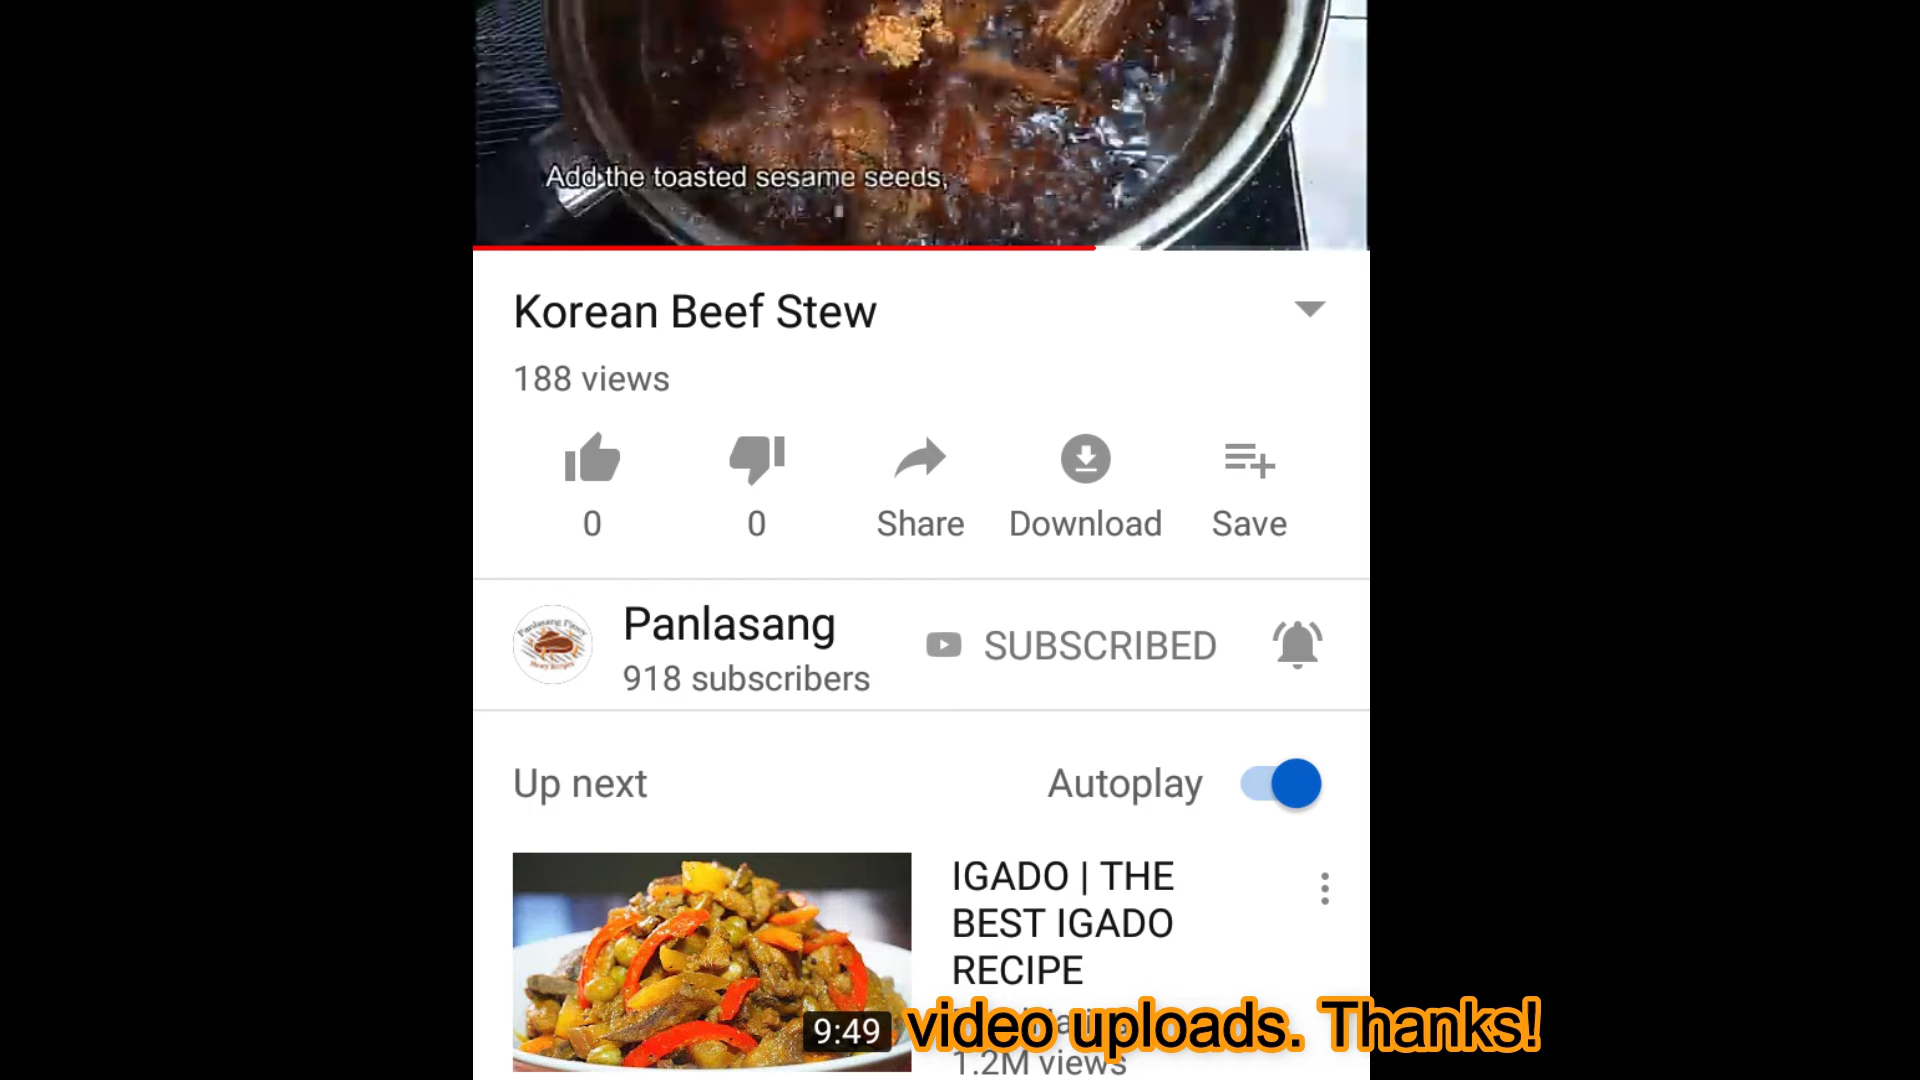 Add the toasted sesame seeds,
Korean Beef Stew
188 views
0
0
Share
Download
Save
Panlasang
918 subscribers
SUBSCRIBED
Up next
Autoplay
IGADO | THE
BEST IGADO
RECIPE
9:49
video uploads. Thanks!
1.2M views